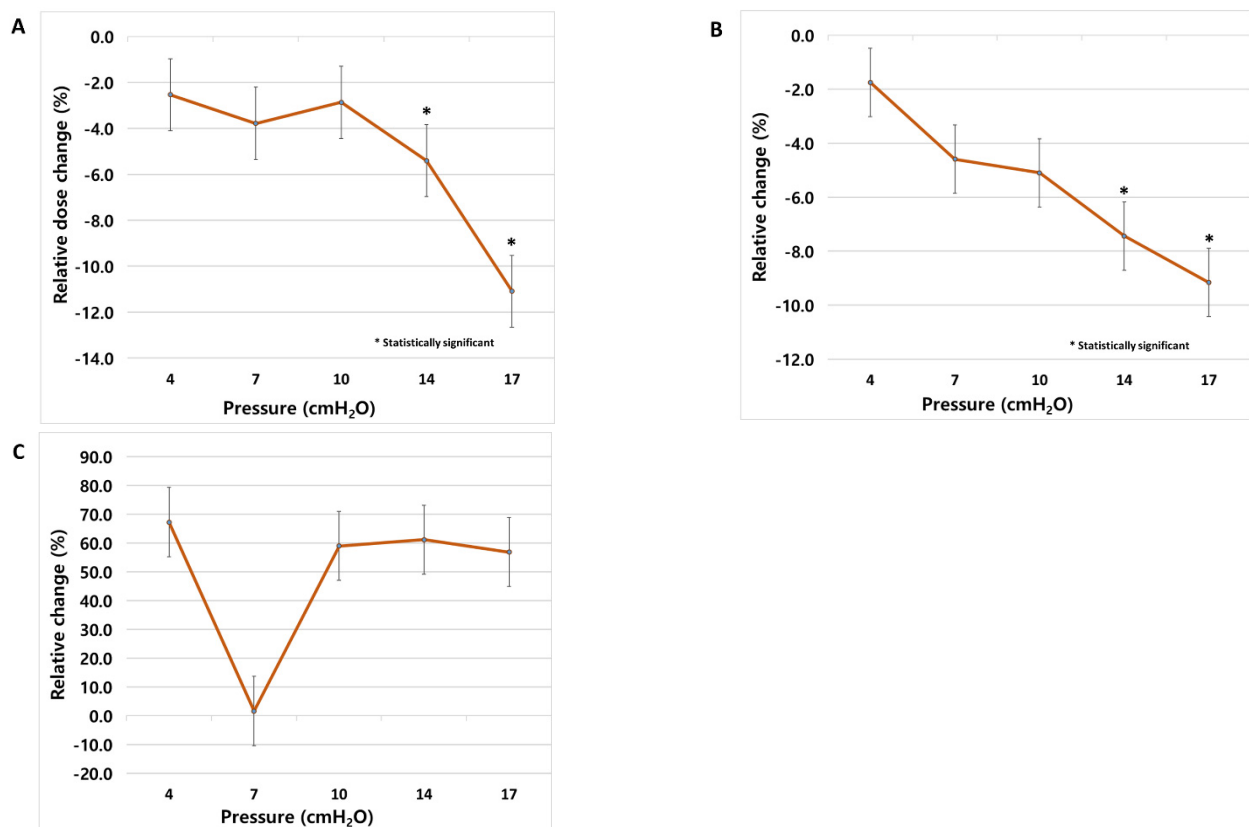 A
Relative dose change (%)
0.0
-2.0
-4.0
-6.0
-8.0
-10.0
-12.0
-14.0
*
*
* Statistically significant
4 7 10 14 17
Pressure (cmH₂O)
B
Relative change (%)
0.0
-2.0
-4.0
-6.0
-8.0
-10.0
-12.0
*
*
* Statistically significant
4 7 10 14 17
Pressure (cmH₂O)
C
Relative change (%)
90.0
80.0
70.0
60.0
50.0
40.0
30.0
20.0
10.0
0.0
-10.0
-20.0
4 7 10 14 17
Pressure (cmH₂O)